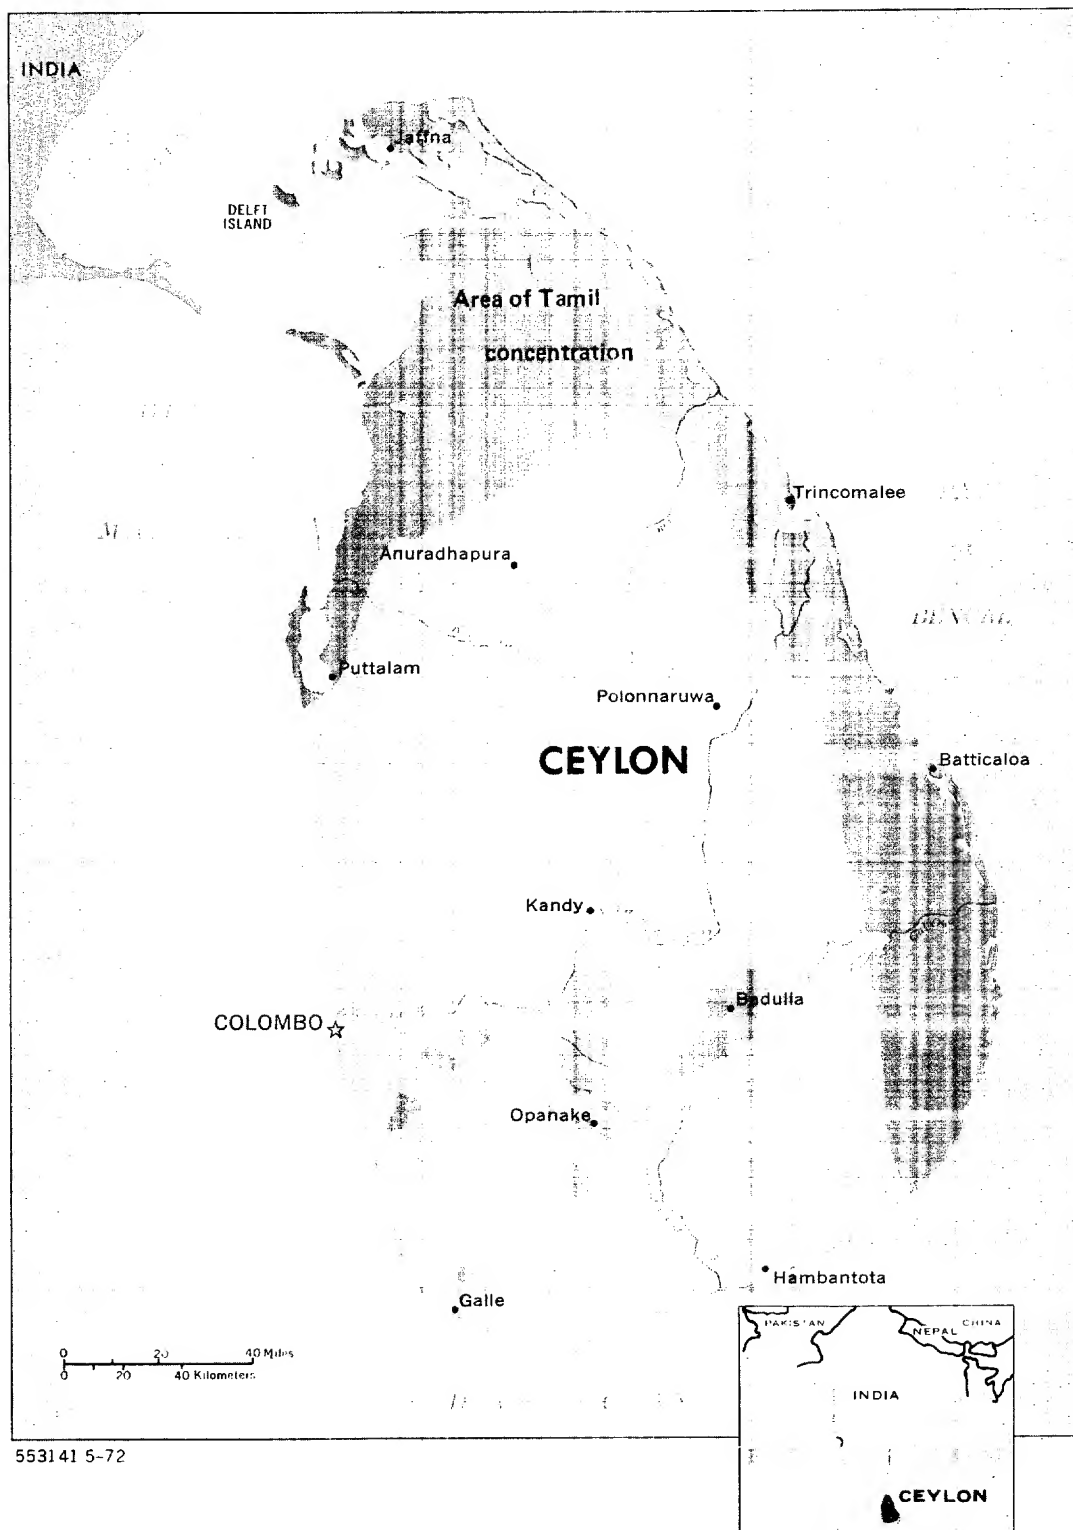 INDIA
Jaffna
DELFT
ISLAND
Area of Tamil
concentration
Trincomalee
Anuradhapura
BENGAL
Puttalam
Polonnaruwa
CEYLON
Batticaloa
Kandy
Badulla
COLOMBO
Opanake
Hambantota
Galle
0 20 40 Miles
0 20 40 Kilometers
PAKISTAN
NEPAL
CHINA
INDIA
CEYLON
553141 5-72